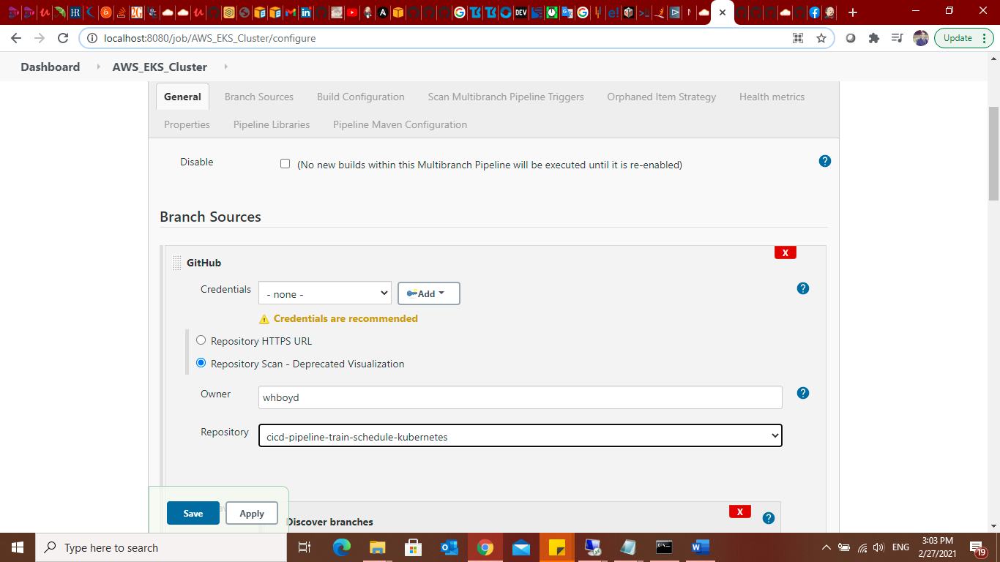 localhost:8080/job/AWS_EKS_Cluster/configure
Update
Dashboard
AWS_EKS_Cluster
General Branch Sources Build Configuration Scan Multibranch Pipeline Triggers Orphaned Item Strategy Health metrics
Properties Pipeline Libraries Pipeline Maven Configuration
Disable (No new builds within this Multibranch Pipeline will be executed until it is re-enabled)
Branch Sources
X
GitHub
Credentials - none - Add
Credentials are recommended
Repository HTTPS URL
Repository Scan - Deprecated Visualization
Owner whboyd
Repository cicd-pipeline-train-schedule-kubernetes
Save Apply
X
Discover branches
Type here to search
ENG
3:03 PM
2/27/2021
19